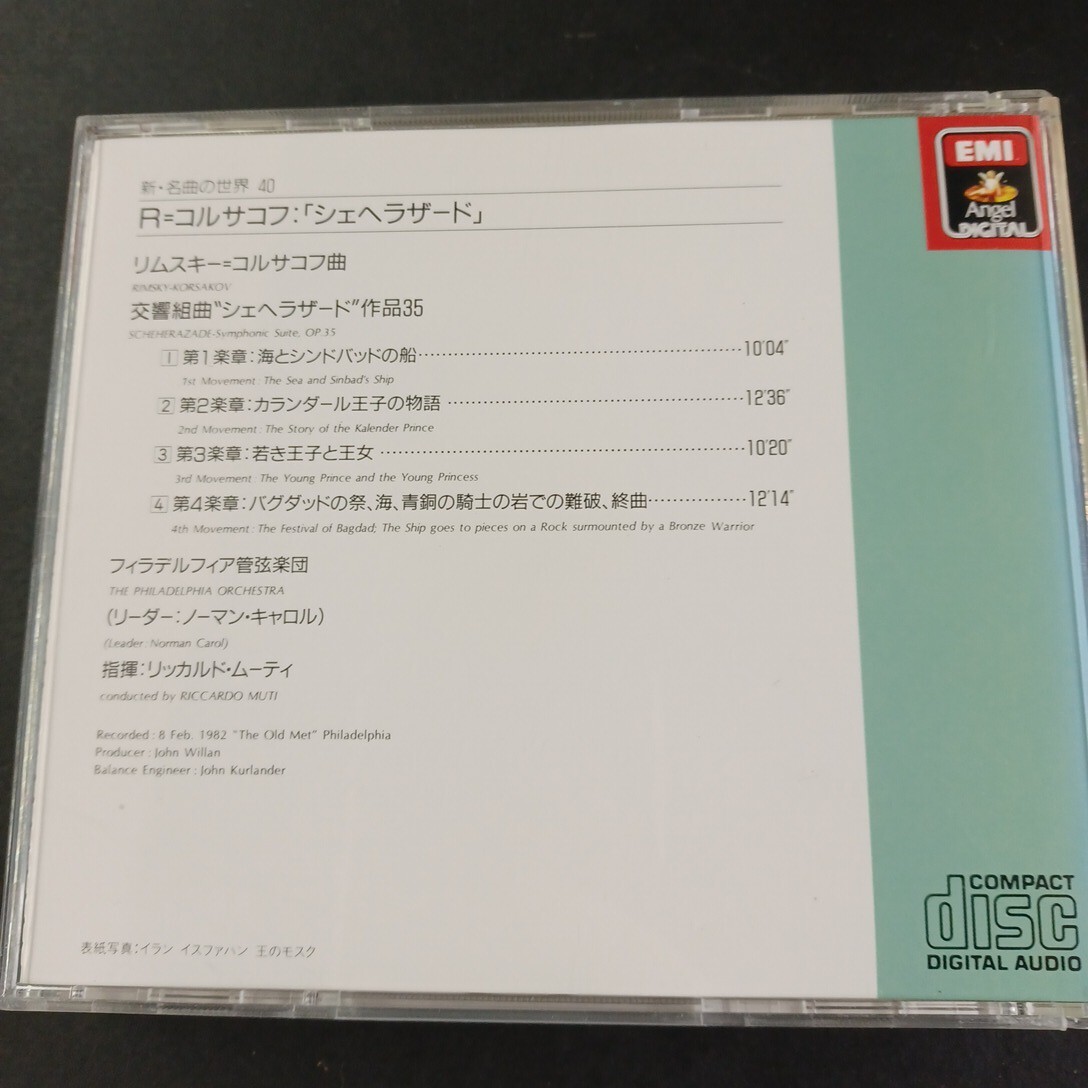 新・名曲の世界 40
R=コルサコフ:「シェヘラザード」
リムスキー=コルサコフ曲
RIMSKY-KORSAKOV
交響組曲"シェヘラザード"作品35
SCHEHERAZADE-Symphonic Suite, OP.35
1 第1楽章:海とシンドバッドの船 10'04"
1st Movement: The Sea and Sinbad's Ship
2 第2楽章:カランダール王子の物語 12'36"
2nd Movement: The Story of the Kalender Prince
3 第3楽章:若き王子と王女 10'20"
3rd Movement: The Young Prince and the Young Princess
4 第4楽章:バグダッドの祭、海、青銅の騎士の岩での難破、終曲 12'14"
4th Movement: The Festival of Bagdad; The Ship goes to pieces on a Rock surmounted by a Bronze Warrior
フィラデルフィア管弦楽団
THE PHILADELPHIA ORCHESTRA
(リーダー:ノーマン・キャロル)
(Leader: Norman Carol)
指揮:リッカルド・ムーティ
conducted by RICCARDO MUTI
Recorded: 8 Feb. 1982 "The Old Met" Philadelphia
Producer: John Willan
Balance Engineer: John Kurlander
表紙写真:イラン イスファハン 王のモスク
EMI
Angel
DIGITAL
COMPACT
disc
DIGITAL AUDIO